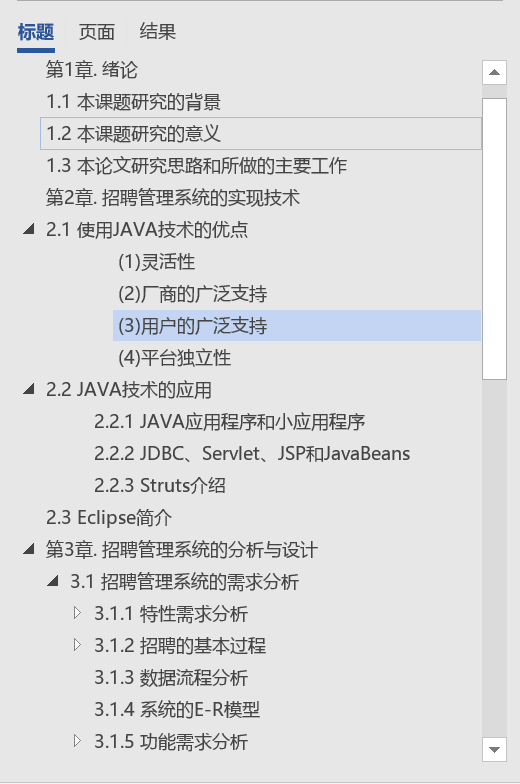 标题 页面 结果
第1章. 绪论
1.1 本课题研究的背景
1.2 本课题研究的意义
1.3 本论文研究思路和所做的主要工作
第2章. 招聘管理系统的实现技术
2.1 使用JAVA技术的优点
(1)灵活性
(2)厂商的广泛支持
(3)用户的广泛支持
(4)平台独立性
2.2 JAVA技术的应用
2.2.1 JAVA应用程序和小应用程序
2.2.2 JDBC、Servlet、JSP和JavaBeans
2.2.3 Struts介绍
2.3 Eclipse简介
第3章. 招聘管理系统的分析与设计
3.1 招聘管理系统的需求分析
3.1.1 特性需求分析
3.1.2 招聘的基本过程
3.1.3 数据流程分析
3.1.4 系统的E-R模型
3.1.5 功能需求分析